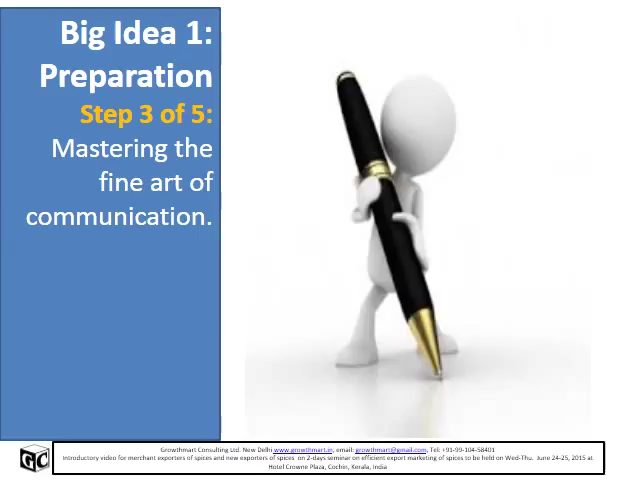 Big Idea 1:
Preparation
Step 3 of 5:
Mastering the
fine art of
communication.
GC
Growthmart Consulting Ltd. New Delhi www.growthmart.in, email: growthmart@gmail.com, Tel: +91-99-104-58401
Introductory video for merchant exporters of spices and new exporters of spices on 2-days seminar on efficient export marketing of spices to be held on Wed-Thu. June 24-25, 2015 at
Hotel Crowne Plaza, Cochin, Kerala, India